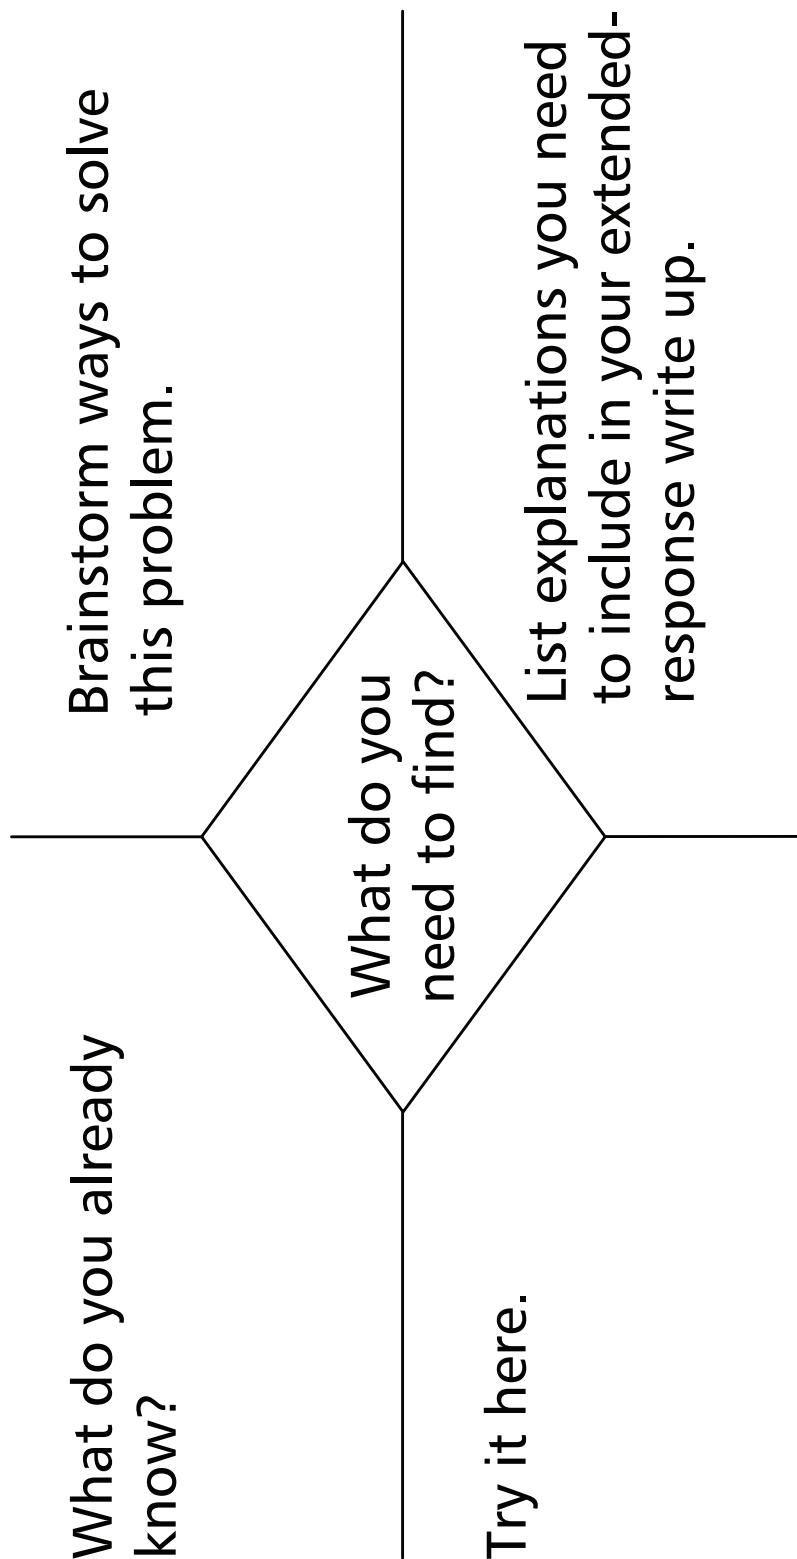 What do you already
know?
Brainstorm ways to solve
this problem.
What do you
need to find?
Try it here.
List explanations you need
to include in your extended-
response write up.